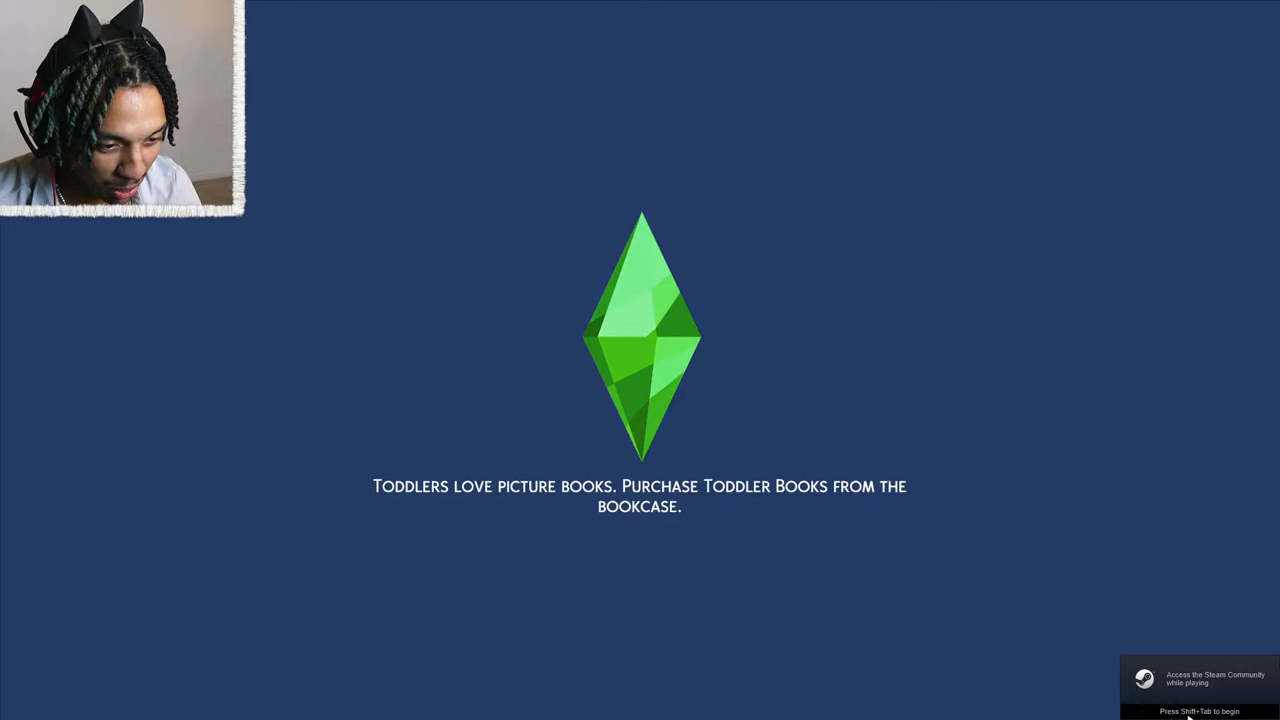 TODDLERS LOVE PICTURE BOOKS. PURCHASE TODDLER BOOKS FROM THE
BOOKCASE.
Access the Steam Community
while playing.
Press Shift+Tab to begin